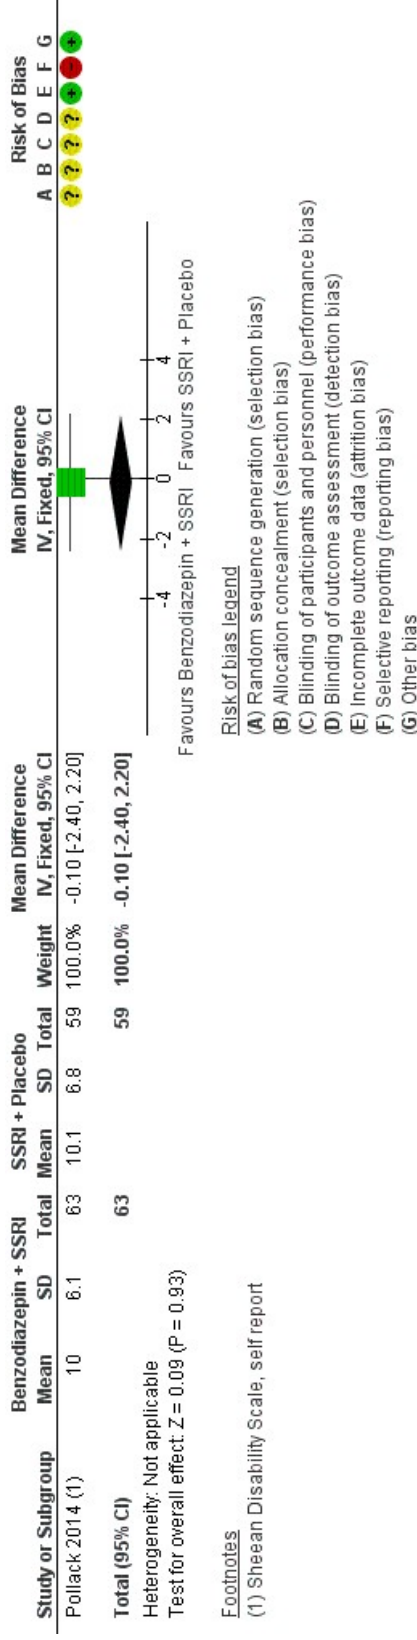 Benzodiazepin + SSRI SSRI + Placebo Mean Difference Mean Difference Risk of Bias
Study or Subgroup Mean SD Total Mean SD Total Weight IV, Fixed, 95% CI IV, Fixed, 95% CI A B C D E F G
Pollack 2014 (1) 10 6.1 63 10.1 6.8 59 100.0% -0.10 [-2.40, 2.20] ? ? ? ? + - +
Total (95% CI) 63 59 100.0% -0.10 [-2.40, 2.20]
Heterogeneity: Not applicable
Test for overall effect: Z = 0.09 (P = 0.93)
-4 -2 0 2 4
Favours Benzodiazepin + SSRI Favours SSRI + Placebo
Footnotes
(1) Sheean Disability Scale, self report
Risk of bias legend
(A) Random sequence generation (selection bias)
(B) Allocation concealment (selection bias)
(C) Blinding of participants and personnel (performance bias)
(D) Blinding of outcome assessment (detection bias)
(E) Incomplete outcome data (attrition bias)
(F) Selective reporting (reporting bias)
(G) Other bias